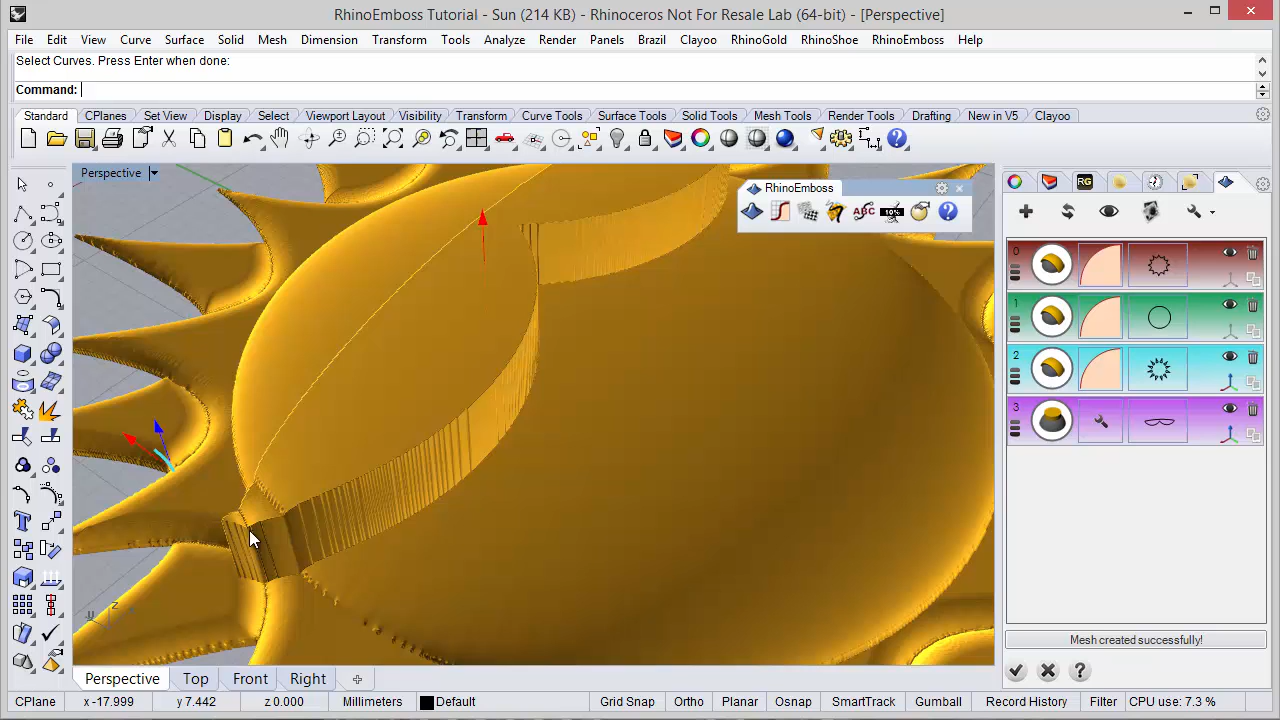 RhinoEmboss Tutorial - Sun (214 KB) - Rhinoceros Not For Resale Lab (64-bit) - [Perspective]
File Edit View Curve Surface Solid Mesh Dimension Transform Tools Analyze Render Panels Brazil Clayoo RhinoGold RhinoShoe RhinoEmboss Help
Select Curves. Press Enter when done:
Command:
Standard CPlanes Set View Display Select Viewport Layout Visibility Transform Curve Tools Surface Tools Solid Tools Mesh Tools Render Tools Drafting New in V5 Clayoo
Perspective
RhinoEmboss
RG
ABC
10%
0
1
2
3
z
y
Mesh created successfully!
Perspective Top Front Right
CPlane x -17.999 y 7.442 z 0.000 Millimeters Default Grid Snap Ortho Planar Osnap SmartTrack Gumball Record History Filter CPU use: 7.3 %